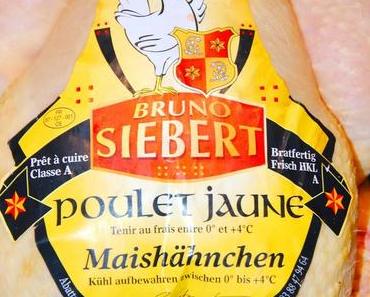 BRUNO
SIEBERT
Prêt à cuire
Classe A
Bratfertig
Frisch HKL
A
POULET JAUNE
Tenir au frais entre 0° et +4°C
Maishähnchen
Kühl aufbewahren zwischen 0° bis +4°C